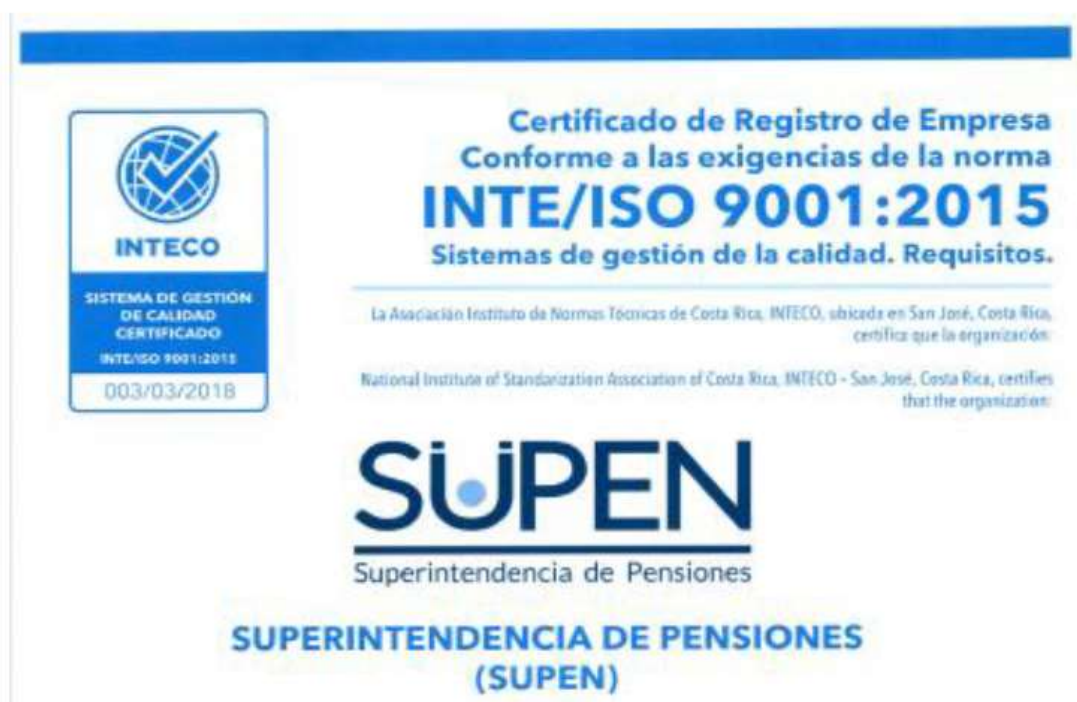 INTECO
SISTEMA DE GESTIÓN
DE CALIDAD
CERTIFICADO
INTE/ISO 9001:2015
003/03/2018
Certificado de Registro de Empresa
Conforme a las exigencias de la norma
INTE/ISO 9001:2015
Sistemas de gestión de la calidad. Requisitos.
La Asociación Instituto de Normas Técnicas de Costa Rica, INTECO, ubicada en San José, Costa Rica,
certifica que la organización:
National Institute of Standarization Association of Costa Rica, INTECO - San José, Costa Rica, certifies
that the organization:
SUPEN
Superintendencia de Pensiones
SUPERINTENDENCIA DE PENSIONES
(SUPEN)